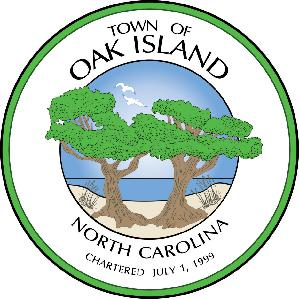 TOWN OF
OAK ISLAND
NORTH CAROLINA
CHARTERED JULY 1, 1999